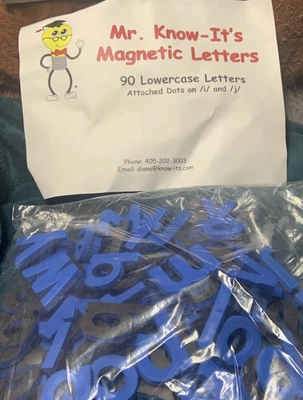 Mr. Know-It's
Magnetic Letters
90 Lowercase Letters
Attached Dots on /i/ and /j/
Phone: 405-202-3003
Email: diane@know-its.com